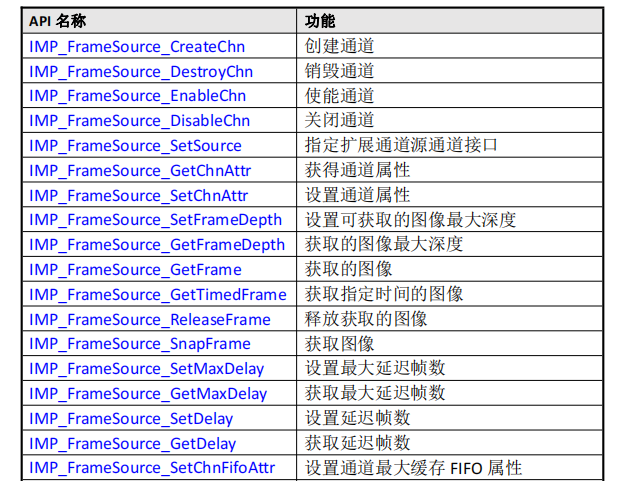 API 名称 功能
IMP_FrameSource_CreateChn 创建通道
IMP_FrameSource_DestroyChn 销毁通道
IMP_FrameSource_EnableChn 使能通道
IMP_FrameSource_DisableChn 关闭通道
IMP_FrameSource_SetSource 指定扩展通道源通道接口
IMP_FrameSource_GetChnAttr 获得通道属性
IMP_FrameSource_SetChnAttr 设置通道属性
IMP_FrameSource_SetFrameDepth 设置可获取的图像最大深度
IMP_FrameSource_GetFrameDepth 获取的图像最大深度
IMP_FrameSource_GetFrame 获取的图像
IMP_FrameSource_GetTimedFrame 获取指定时间的图像
IMP_FrameSource_ReleaseFrame 释放获取的图像
IMP_FrameSource_SnapFrame 获取图像
IMP_FrameSource_SetMaxDelay 设置最大延迟帧数
IMP_FrameSource_GetMaxDelay 获取最大延迟帧数
IMP_FrameSource_SetDelay 设置延迟帧数
IMP_FrameSource_GetDelay 获取延迟帧数
IMP_FrameSource_SetChnFifoAttr 设置通道最大缓存 FIFO 属性